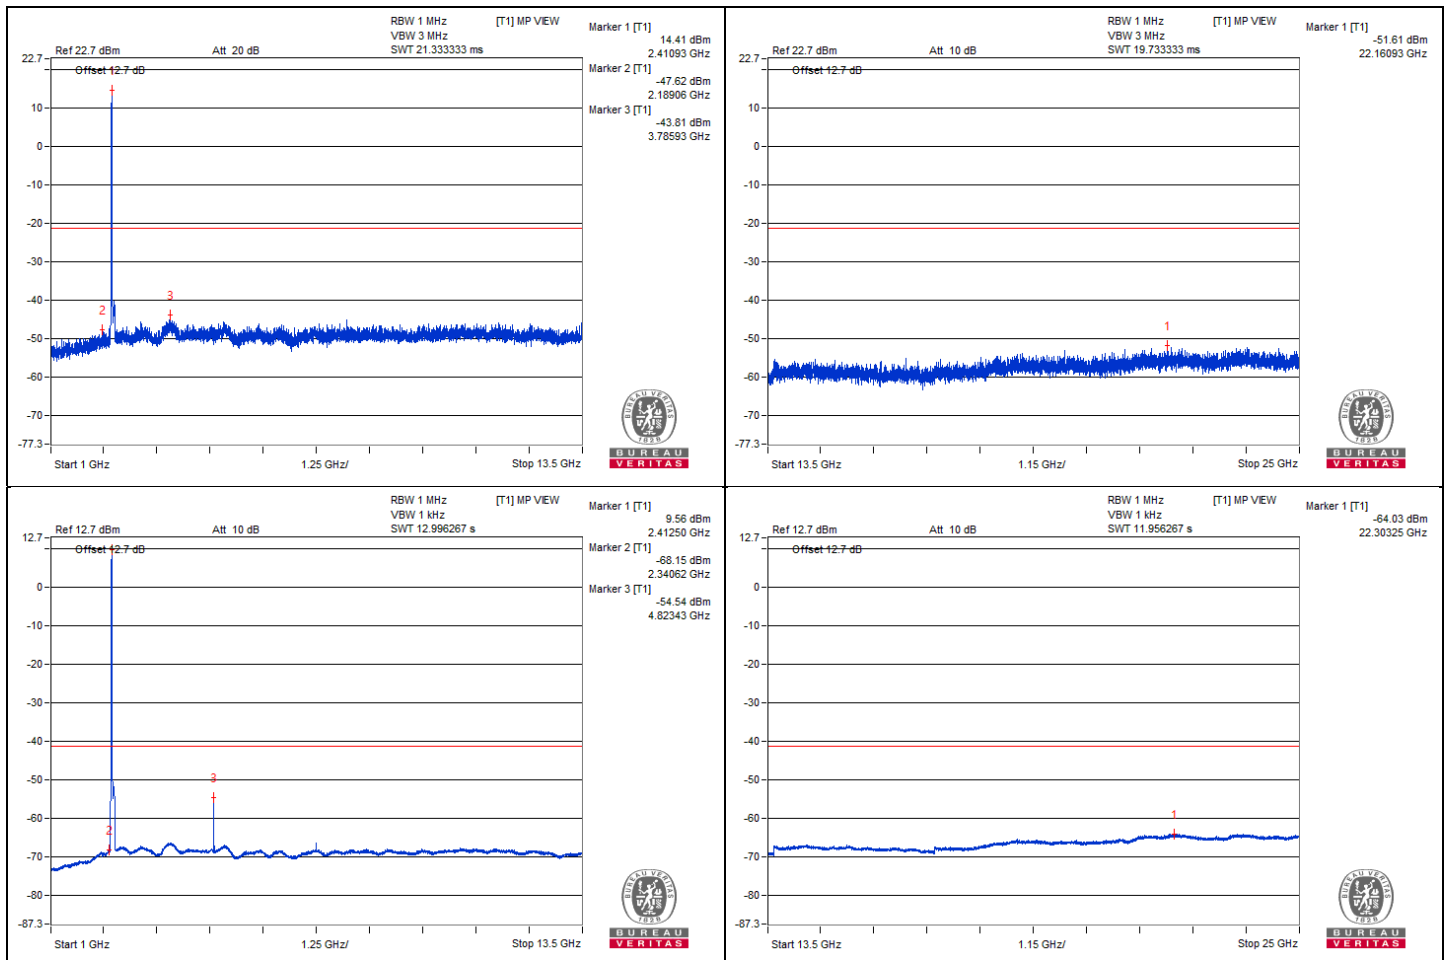 RBW 1 MHz [T1] MP VIEW
VBW 3 MHz
Ref 22.7 dBm Att 20 dB SWT 21.333333 ms
Marker 1 [T1]
14.41 dBm
2.41093 GHz
Marker 2 [T1]
-47.62 dBm
2.18906 GHz
Marker 3 [T1]
-43.81 dBm
3.78593 GHz
22.7
Offset 12.7 dB
10
0
-10
-20
-30
-40
-50
-60
-70
-77.3
2
3
Start 1 GHz 1.25 GHz/ Stop 13.5 GHz
BUREAU VERITAS
1828
BUREAU
VERITAS
RBW 1 MHz [T1] MP VIEW
VBW 3 MHz
Ref 22.7 dBm Att 10 dB SWT 19.733333 ms
Marker 1 [T1]
-51.61 dBm
22.16093 GHz
22.7
Offset 12.7 dB
10
0
-10
-20
-30
-40
-50
-60
-70
-77.3
1
Start 13.5 GHz 1.15 GHz/ Stop 25 GHz
BUREAU VERITAS
1828
BUREAU
VERITAS
RBW 1 MHz [T1] MP VIEW
VBW 1 kHz
Ref 12.7 dBm Att 10 dB SWT 12.996267 s
Marker 1 [T1]
9.56 dBm
2.41250 GHz
Marker 2 [T1]
-68.15 dBm
2.34062 GHz
Marker 3 [T1]
-54.54 dBm
4.82343 GHz
12.7
Offset 12.7 dB
0
-10
-20
-30
-40
-50
-60
-70
-80
-87.3
2
3
Start 1 GHz 1.25 GHz/ Stop 13.5 GHz
BUREAU VERITAS
1828
BUREAU
VERITAS
RBW 1 MHz [T1] MP VIEW
VBW 1 kHz
Ref 12.7 dBm Att 10 dB SWT 11.956267 s
Marker 1 [T1]
-64.03 dBm
22.30325 GHz
12.7
Offset 12.7 dB
0
-10
-20
-30
-40
-50
-60
-70
-80
-87.3
1
Start 13.5 GHz 1.15 GHz/ Stop 25 GHz
BUREAU VERITAS
1828
BUREAU
VERITAS